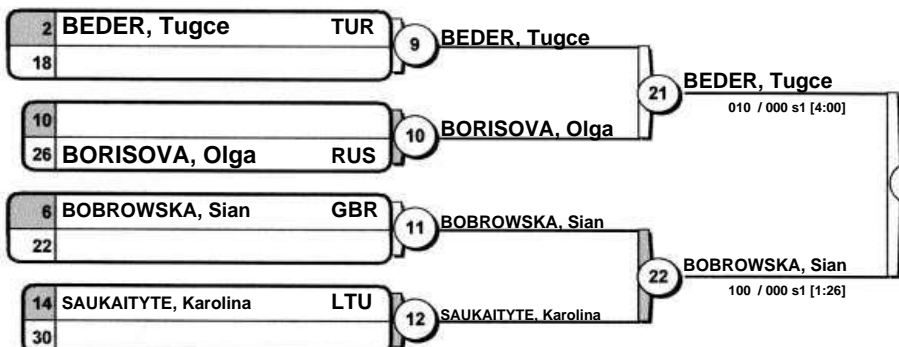 2 BEDER, Tugce TUR
18
9
BEDER, Tugce
10
26 BORISOVA, Olga RUS
10
BORISOVA, Olga
21
BEDER, Tugce
010 / 000 s1 [4:00]
6 BOBROWSKA, Sian GBR
22
11
BOBROWSKA, Sian
14 SAUKAITYTE, Karolina LTU
30
12
SAUKAITYTE, Karolina
22
BOBROWSKA, Sian
100 / 000 s1 [1:26]